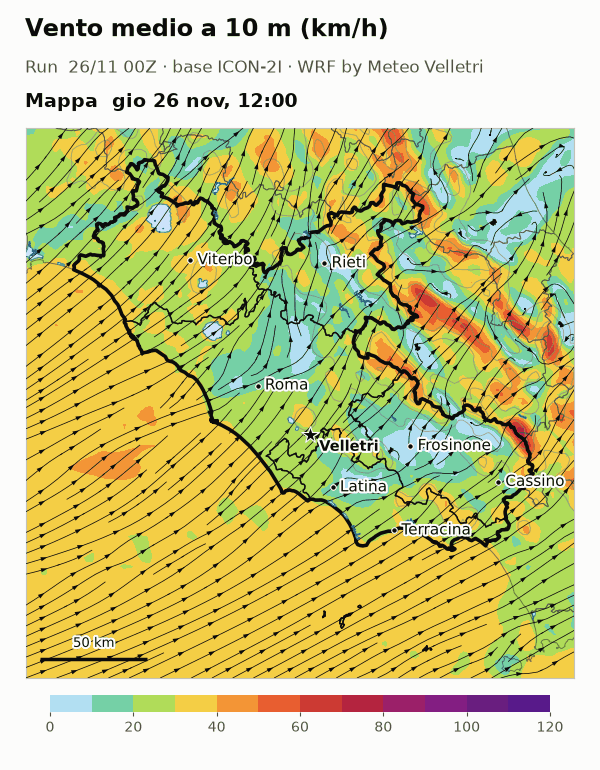 Vento medio a 10 m (km/h)
Run 26/11 00Z · base ICON-2I · WRF by Meteo Velletri
Mappa gio 26 nov, 12:00
Viterbo
Rieti
Roma
Velletri
Frosinone
Latina
Cassino
Terracina
50 km
0 20 40 60 80 100 120